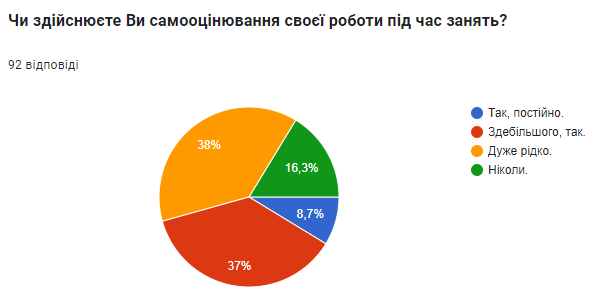 Чи здійснюєте Ви самооцінювання своєї роботи під час занять?
92 відповіді
38%
16,3%
8,7%
37%
Так, постійно.
Здебільшого, так.
Дуже рідко.
Ніколи.